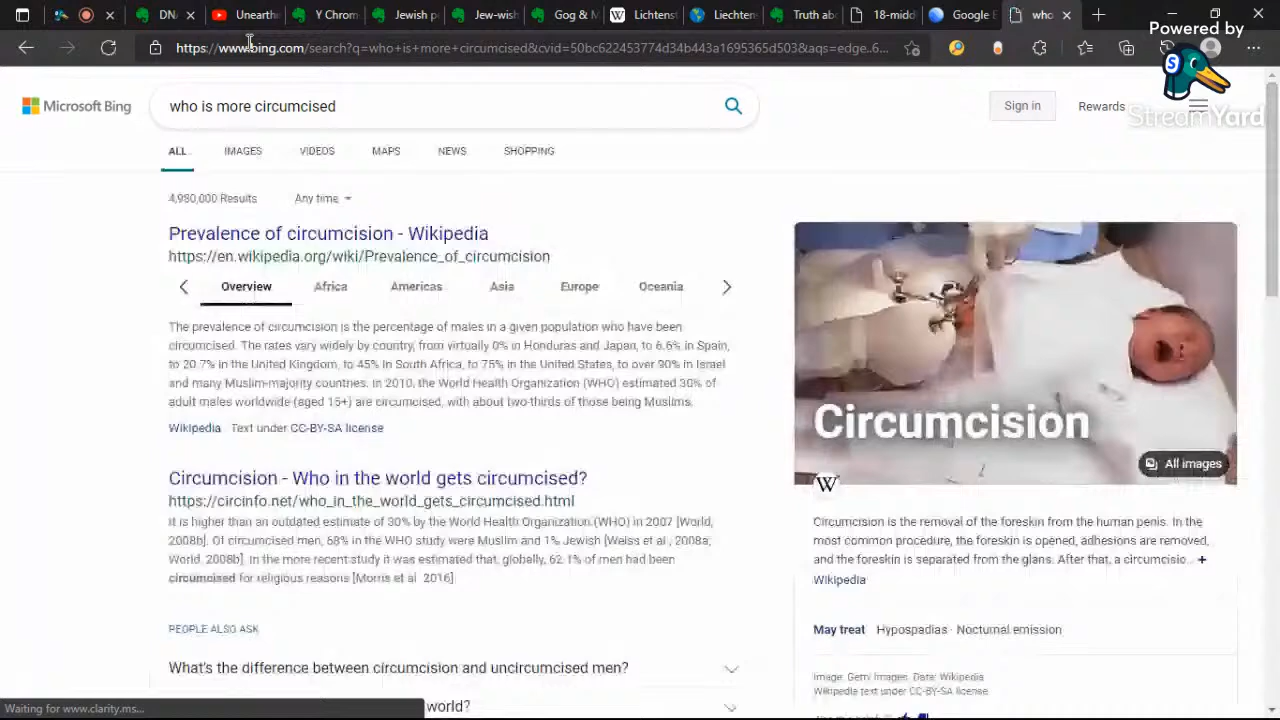 DN
Unearth
Y Chrom
Jewish p
Jew-wish
Gog & M
Lichtenst
Liechten
Truth abo
18-midd
Google E
who
Powered by
https://www.bing.com/search?q=who+is+more+circumcised&cvid=50bc622453774d34b443a1695365d503&aqs=edge..6...
S
StreamYard
Microsoft Bing
who is more circumcised
Sign in
Rewards
ALL
IMAGES
VIDEOS
MAPS
NEWS
SHOPPING
4,980,000 Results
Any time
Prevalence of circumcision - Wikipedia
https://en.wikipedia.org/wiki/Prevalence_of_circumcision
Overview
Africa
Americas
Asia
Europe
Oceania
The prevalence of circumcision is the percentage of males in a given population who have been
circumcised. The rates vary widely by country, from virtually 0% in Honduras and Japan, to 6.6% in Spain,
to 20.7% in the United Kingdom, to 45% in South Africa, to 75% in the United States, to over 90% in Israel
and many Muslim-majority countries. In 2010, the World Health Organization (WHO) estimated 30% of
adult males worldwide (aged 15+) are circumcised, with about two-thirds of those being Muslims.
Wikipedia Text under CC-BY-SA license
Circumcision - Who in the world gets circumcised?
https://circinfo.net/who_in_the_world_gets_circumcised.html
It is higher than an outdated estimate of 30% by the World Health Organization (WHO) in 2007 [World,
2008b]. Of circumcised men, 68% in the WHO study were Muslim and 1% Jewish [Weiss et al., 2008a;
World, 2008b]. In the more recent study it was estimated that, globally, 62.1% of men had been
circumcised for religious reasons [Morris et al 2016]
PEOPLE ALSO ASK
What's the difference between circumcision and uncircumcised men?
world?
Circumcision
All images
W
Circumcision is the removal of the foreskin from the human penis. In the
most common procedure, the foreskin is opened, adhesions are removed,
and the foreskin is separated from the glans. After that, a circumcisio... +
Wikipedia
May treat Hypospadias · Nocturnal emission
Image: Getty Images. Data: Wikipedia
Wikipedia text under CC-BY-SA license
Waiting for www.clarity.ms...